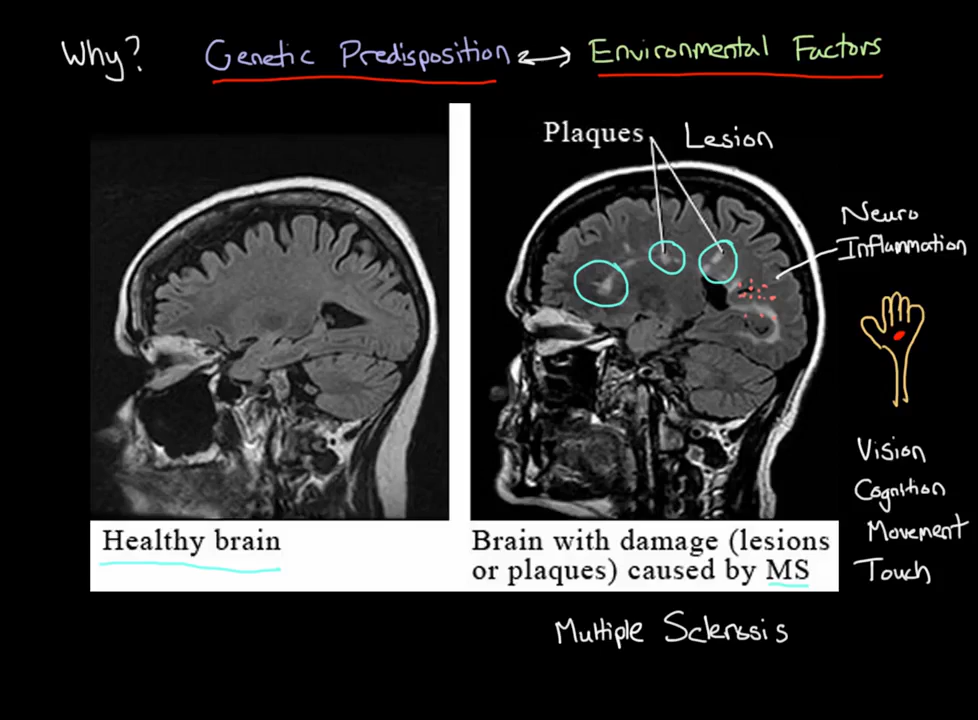 Why? Genetic Predisposition ↔ Environmental Factors
Plaques Lesion
Neuro
Inflammation
Vision
Cognition
Movement
Touch
Healthy brain
Brain with damage (lesions
or plaques) caused by MS
Multiple Sclerosis